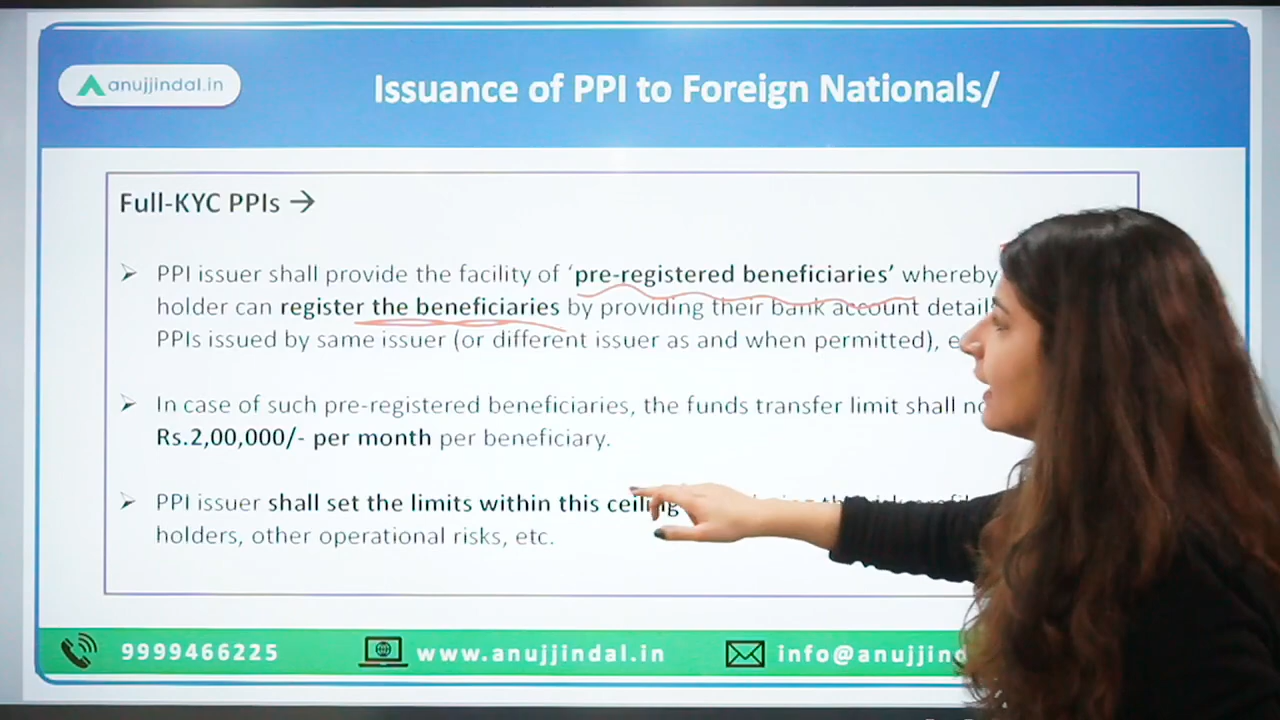 anujjindal.in
Issuance of PPI to Foreign Nationals/
Full-KYC PPIs →
➢ PPI issuer shall provide the facility of ‘pre-registered beneficiaries’ whereby
holder can register the beneficiaries by providing their bank account
PPIs issued by same issuer (or different issuer as and when permitted),
➢ In case of such pre-registered beneficiaries, the funds transfer limit shall
Rs.2,00,000/- per month per beneficiary.
➢ PPI issuer shall set the limits within this ceiling
holders, other operational risks, etc.
9999466225 www.anujjindal.in